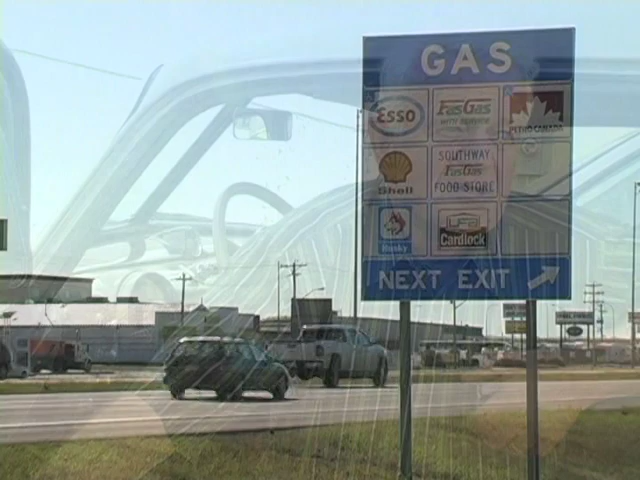 GAS
Esso
FasGas
WITH SERVICE
PETRO-CANADA
Shell
SOUTHWAY
FasGas
FOOD STORE
Husky
Cardlock
NEXT EXIT